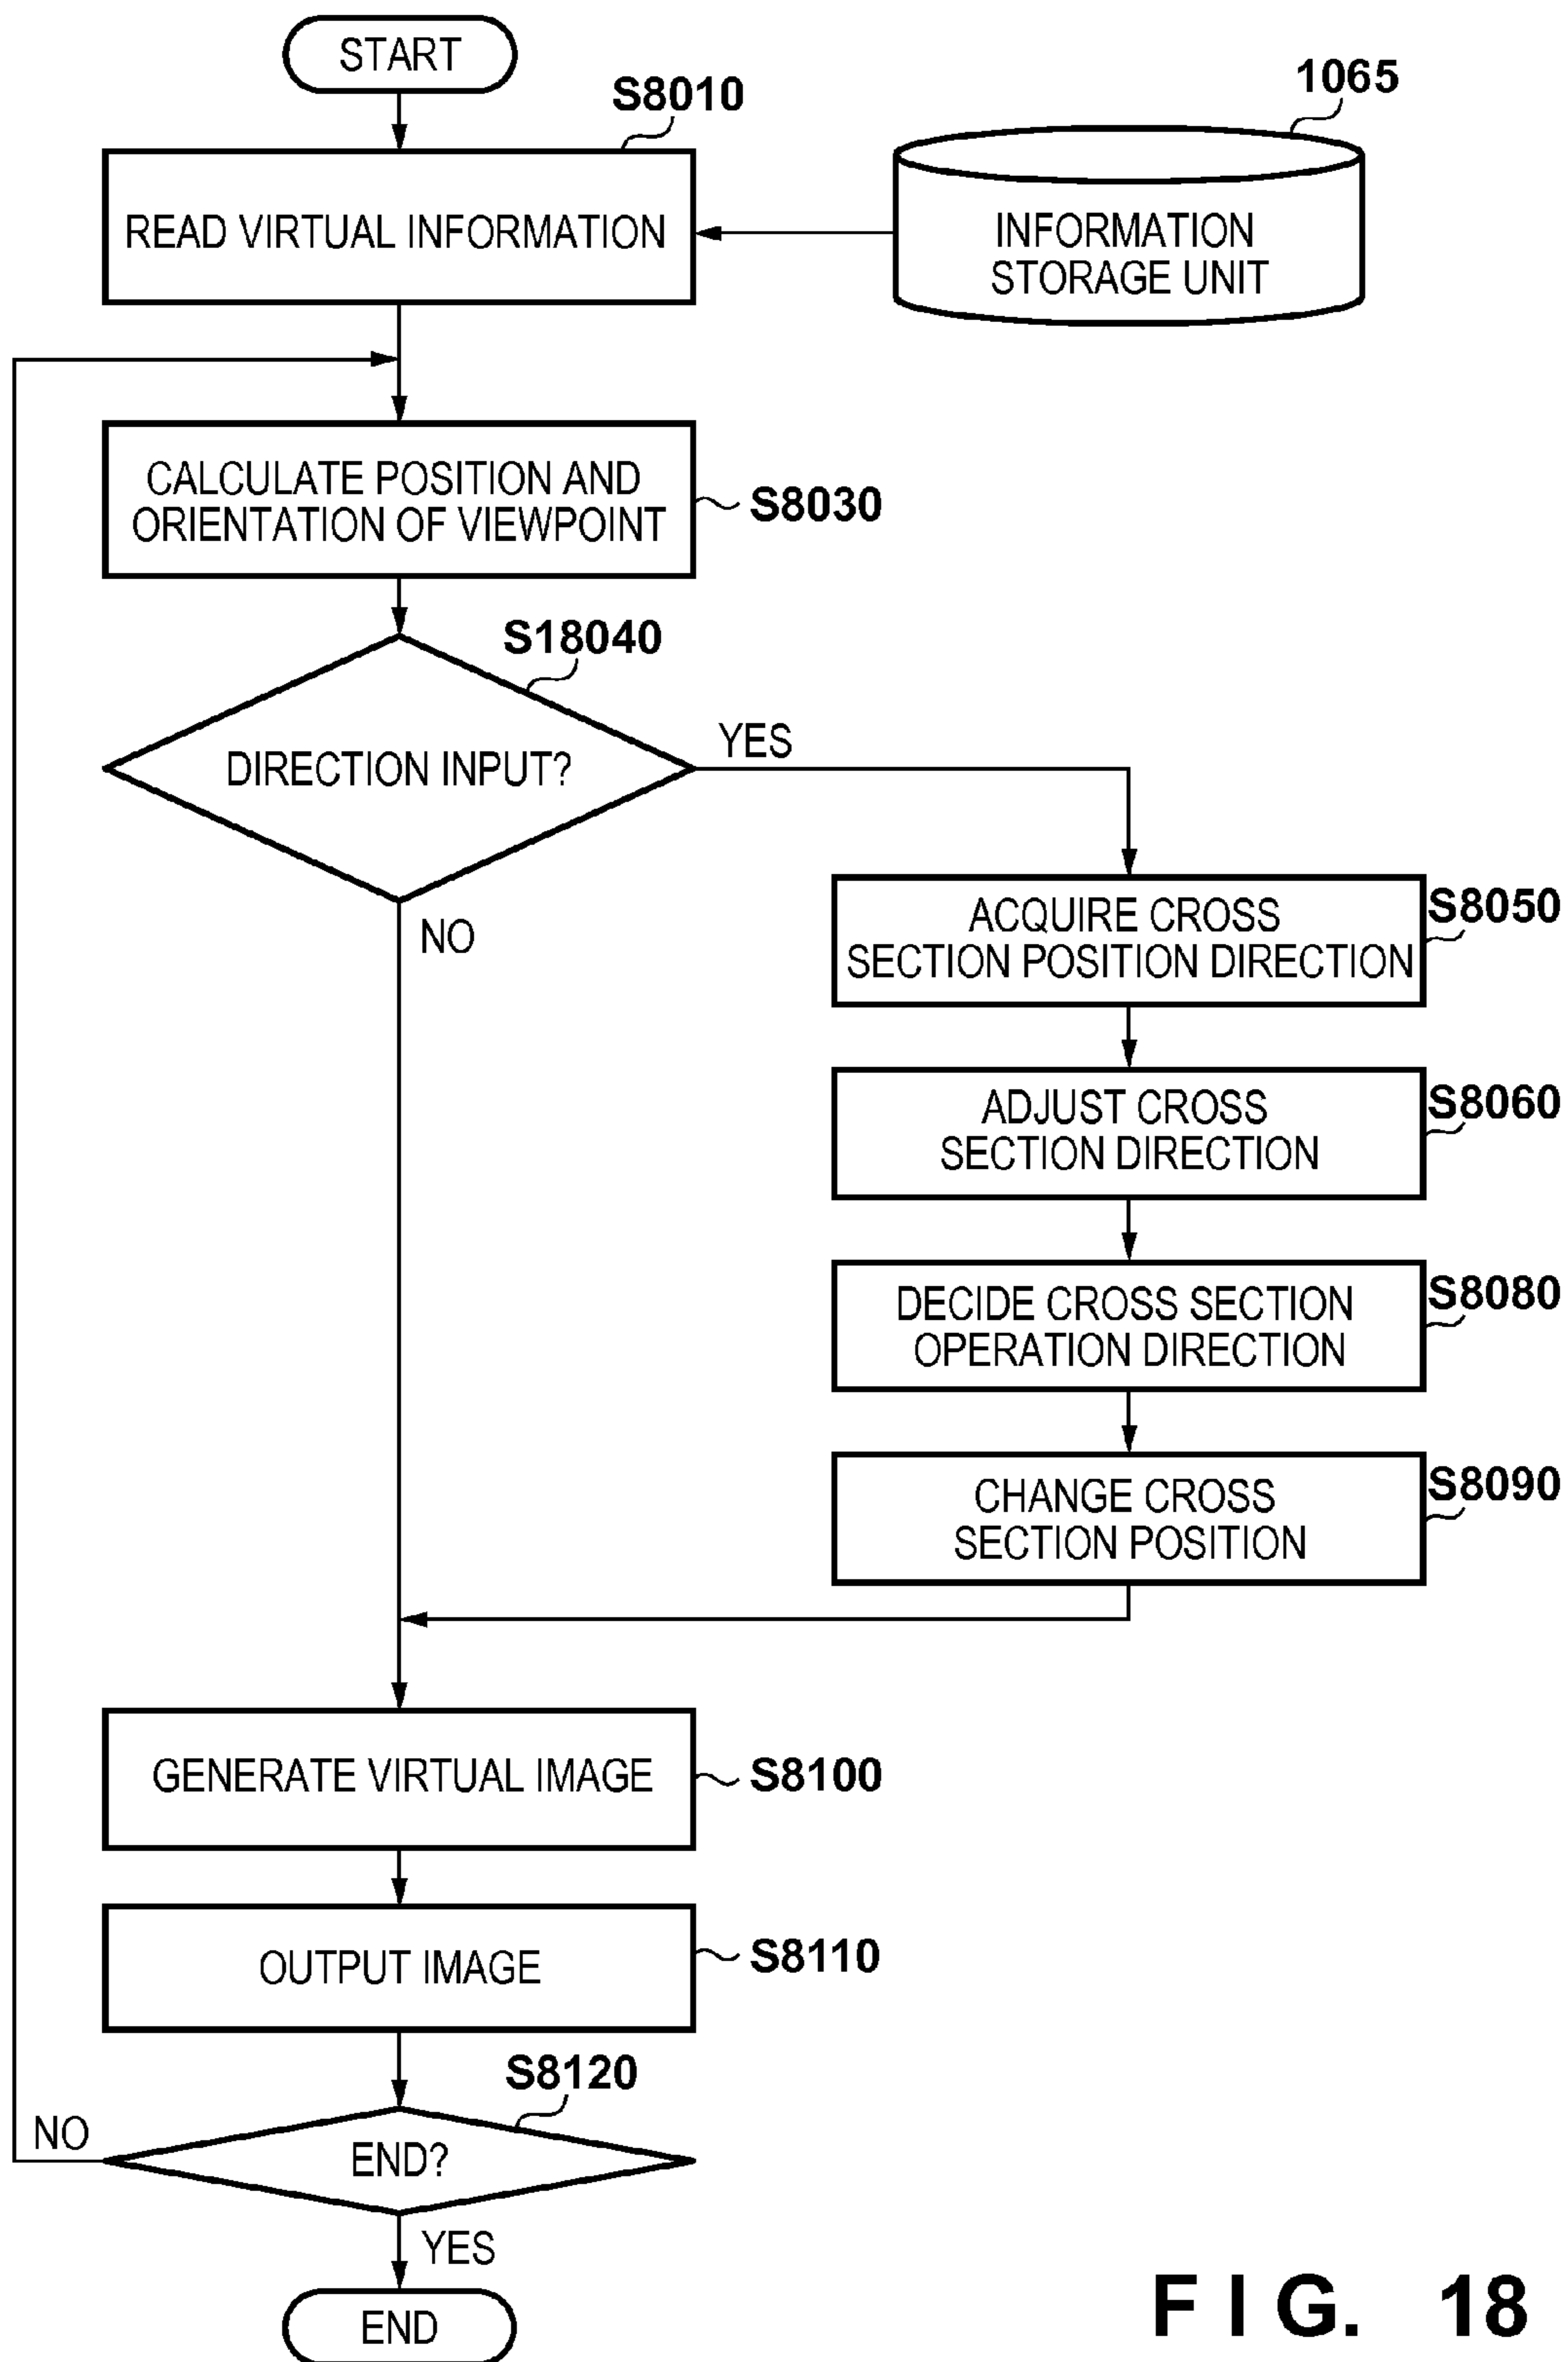 START
S8010
1065
READ VIRTUAL INFORMATION
INFORMATION
STORAGE UNIT
CALCULATE POSITION AND
ORIENTATION OF VIEWPOINT
S8030
S18040
DIRECTION INPUT?
YES
NO
ACQUIRE CROSS
SECTION POSITION DIRECTION
S8050
ADJUST CROSS
SECTION DIRECTION
S8060
DECIDE CROSS SECTION
OPERATION DIRECTION
S8080
CHANGE CROSS
SECTION POSITION
S8090
GENERATE VIRTUAL IMAGE
S8100
OUTPUT IMAGE
S8110
S8120
END?
NO
YES
END
FIG. 18